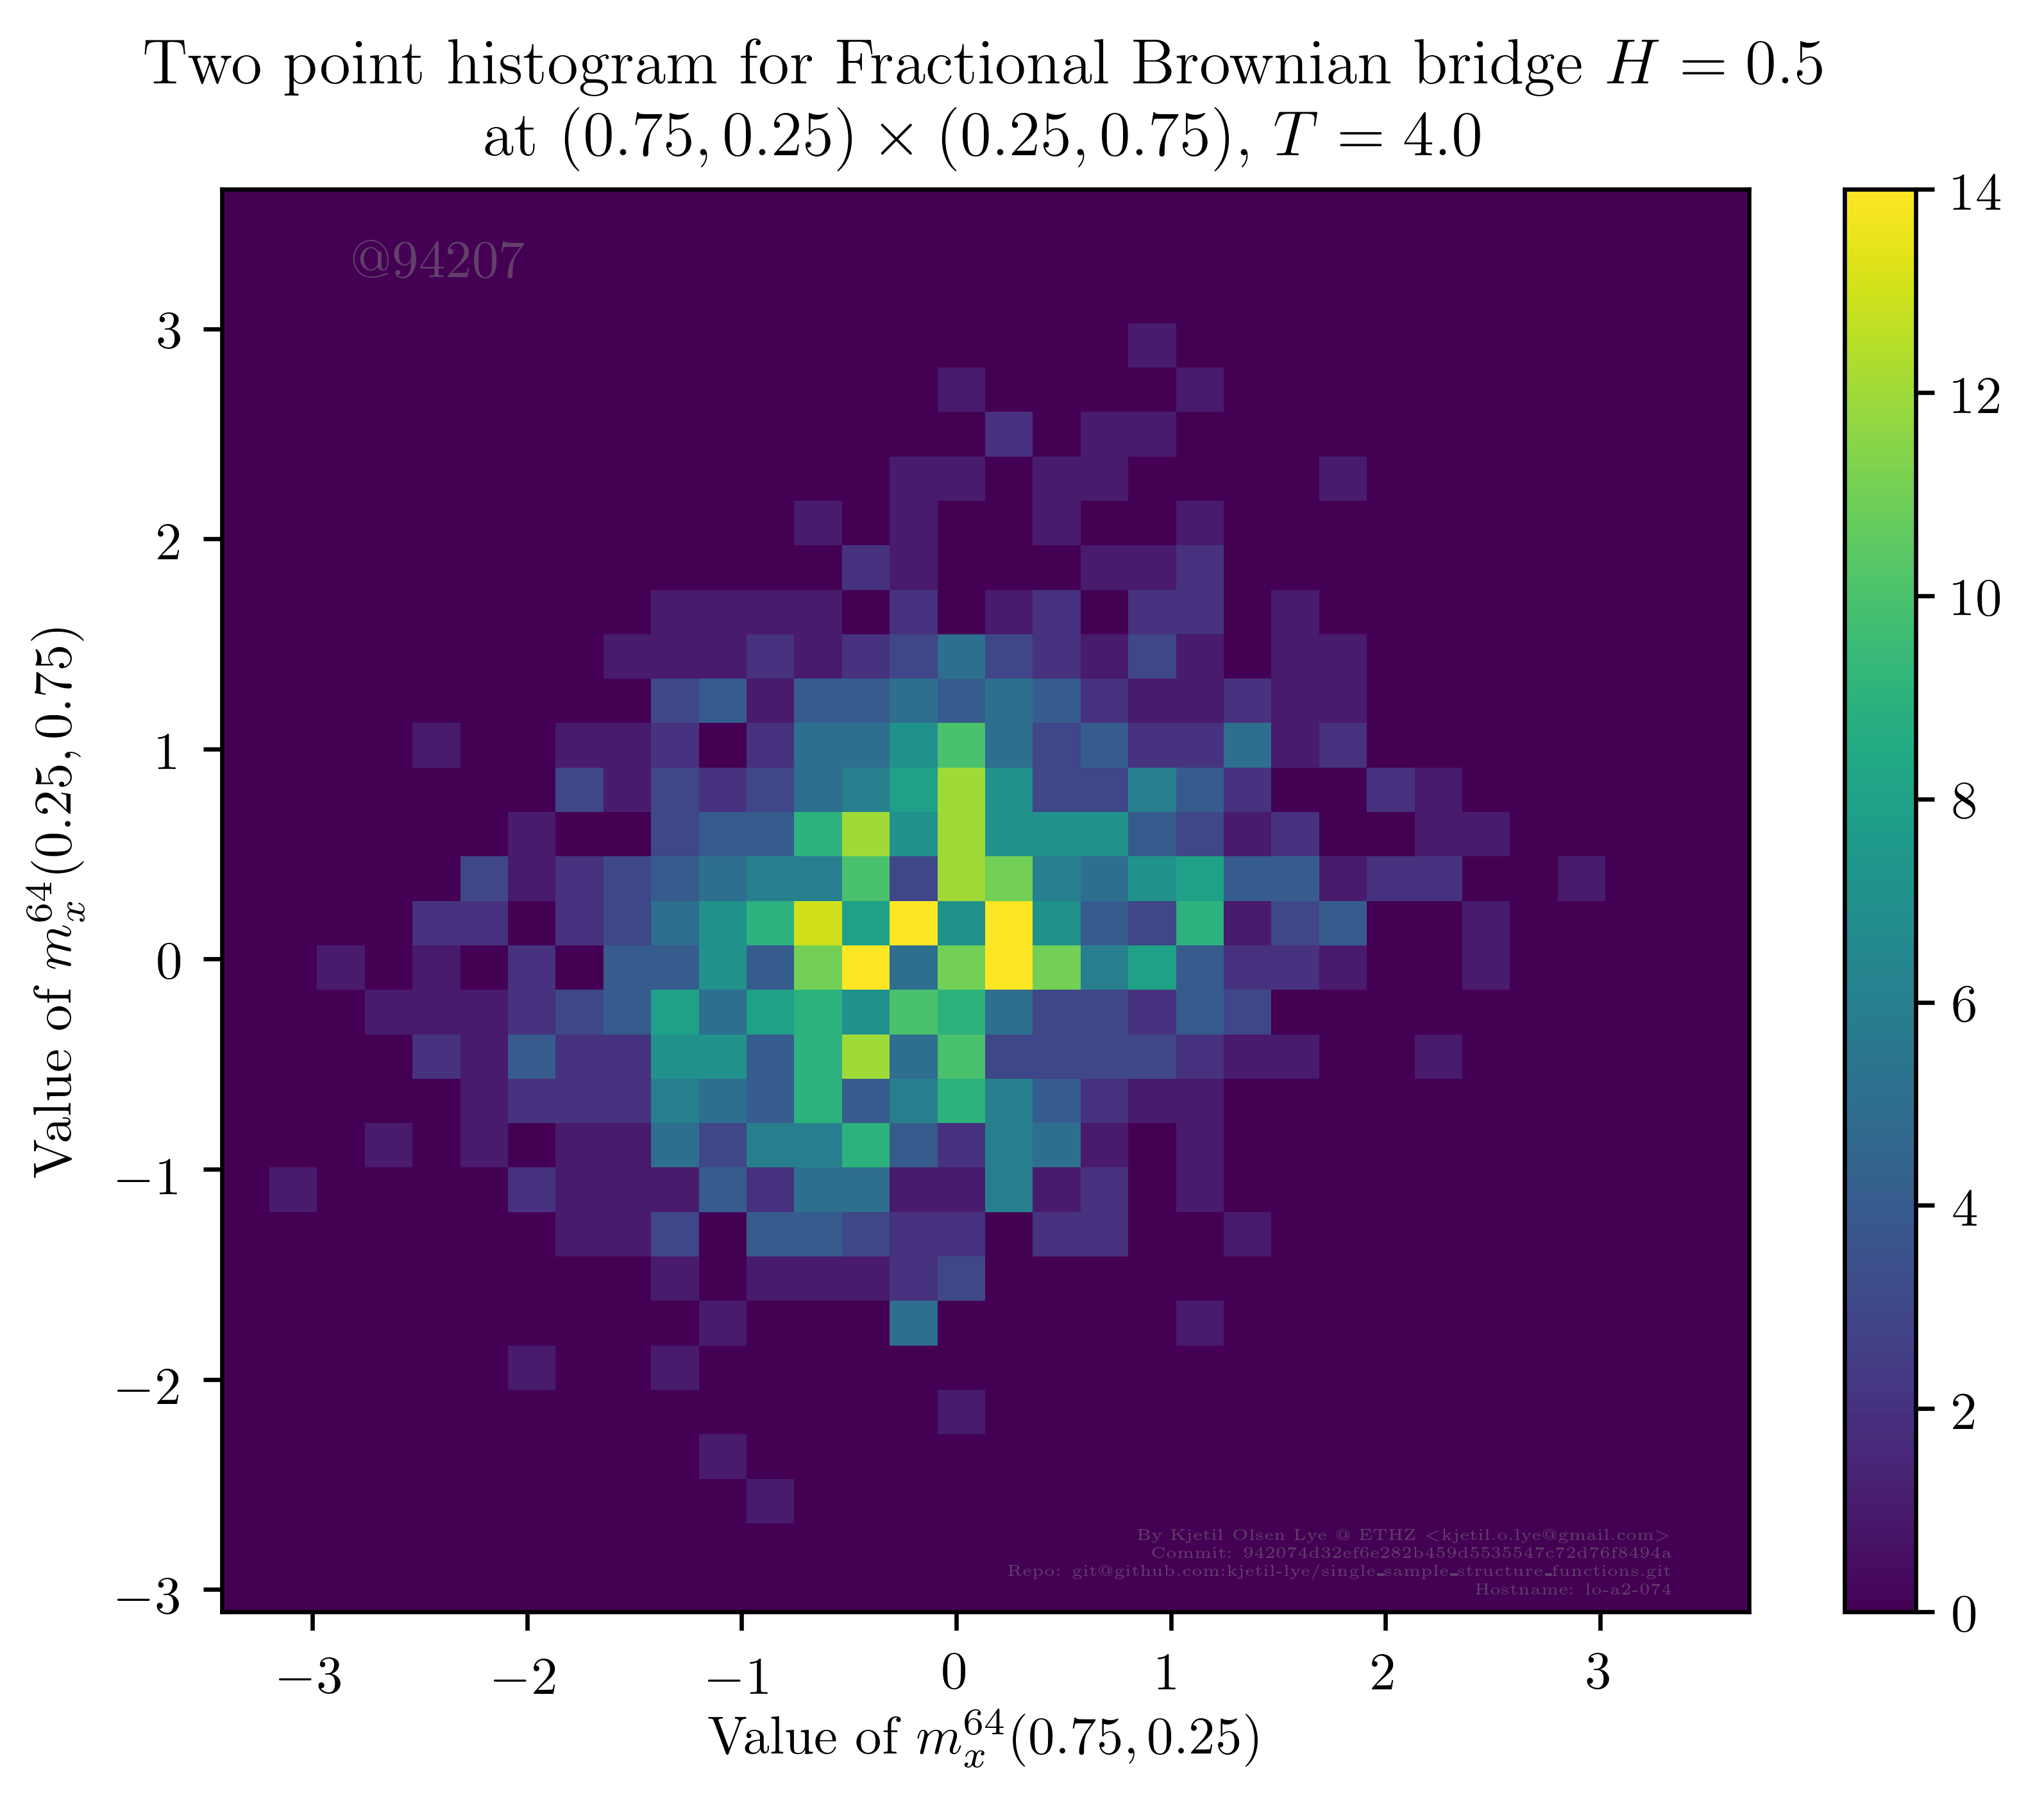 Two point histogram for Fractional Brownian bridge H = 0.5
at (0.75, 0.25) × (0.25, 0.75), T = 4.0
@94207
3
2
1
0
−1
−2
−3
Value of m_x^64(0.25, 0.75)
−3 −2 −1 0 1 2 3
Value of m_x^64(0.75, 0.25)
14
12
10
8
6
4
2
0
By Kjetil Olsen Lye @ ETHZ <kjetil.o.lye@gmail.com>
Commit: 942074d32ef6e282b459d5535547c72d76f8494a
Repo: git@github.com:kjetil-lye/single_sample_structure_functions.git
Hostname: lo-a2-074